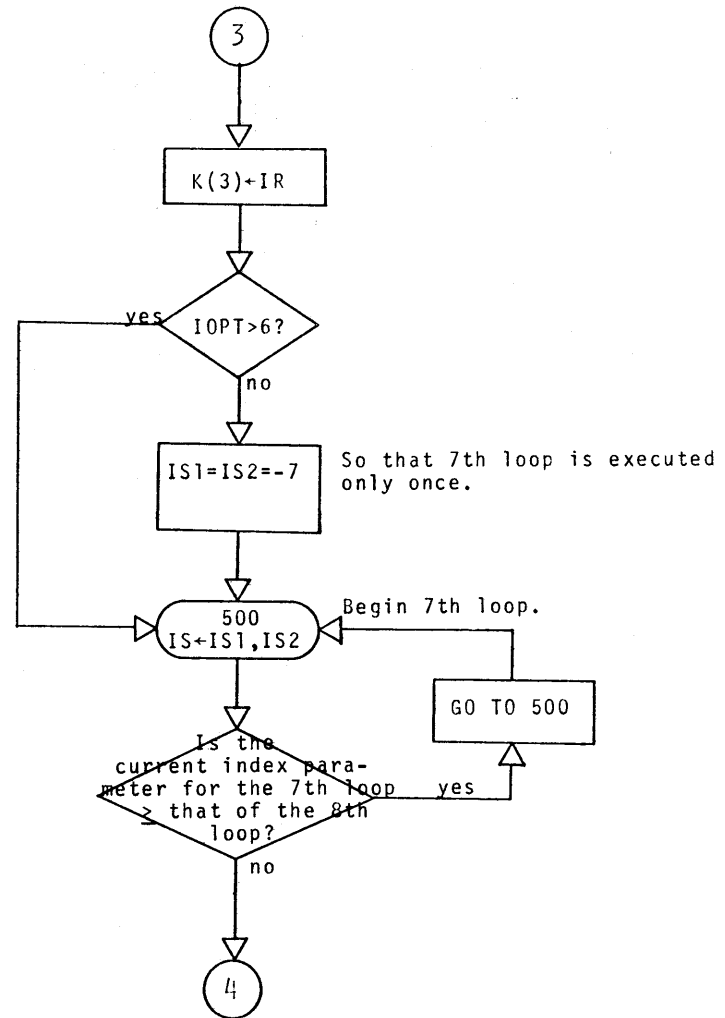 3
K(3)←IR
yes
IOPT>6?
no
IS1=IS2=-7
So that 7th loop is executed
only once.
500
IS←IS1,IS2
Begin 7th loop.
GO TO 500
Is the
current index para-
meter for the 7th loop
≥ that of the 8th
loop?
yes
no
4